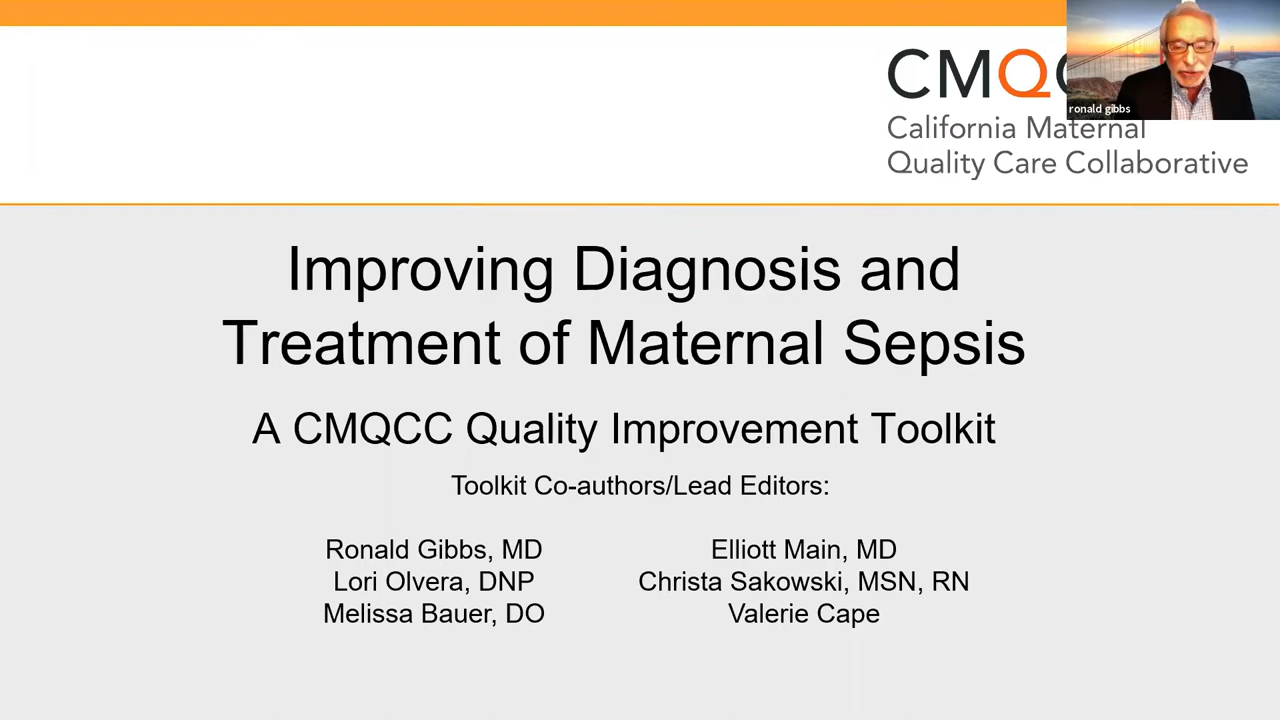 CMQ
ronald gibbs
California Maternal
Quality Care Collaborative
Improving Diagnosis and
Treatment of Maternal Sepsis
A CMQCC Quality Improvement Toolkit
Toolkit Co-authors/Lead Editors:
Ronald Gibbs, MD
Lori Olvera, DNP
Melissa Bauer, DO
Elliott Main, MD
Christa Sakowski, MSN, RN
Valerie Cape